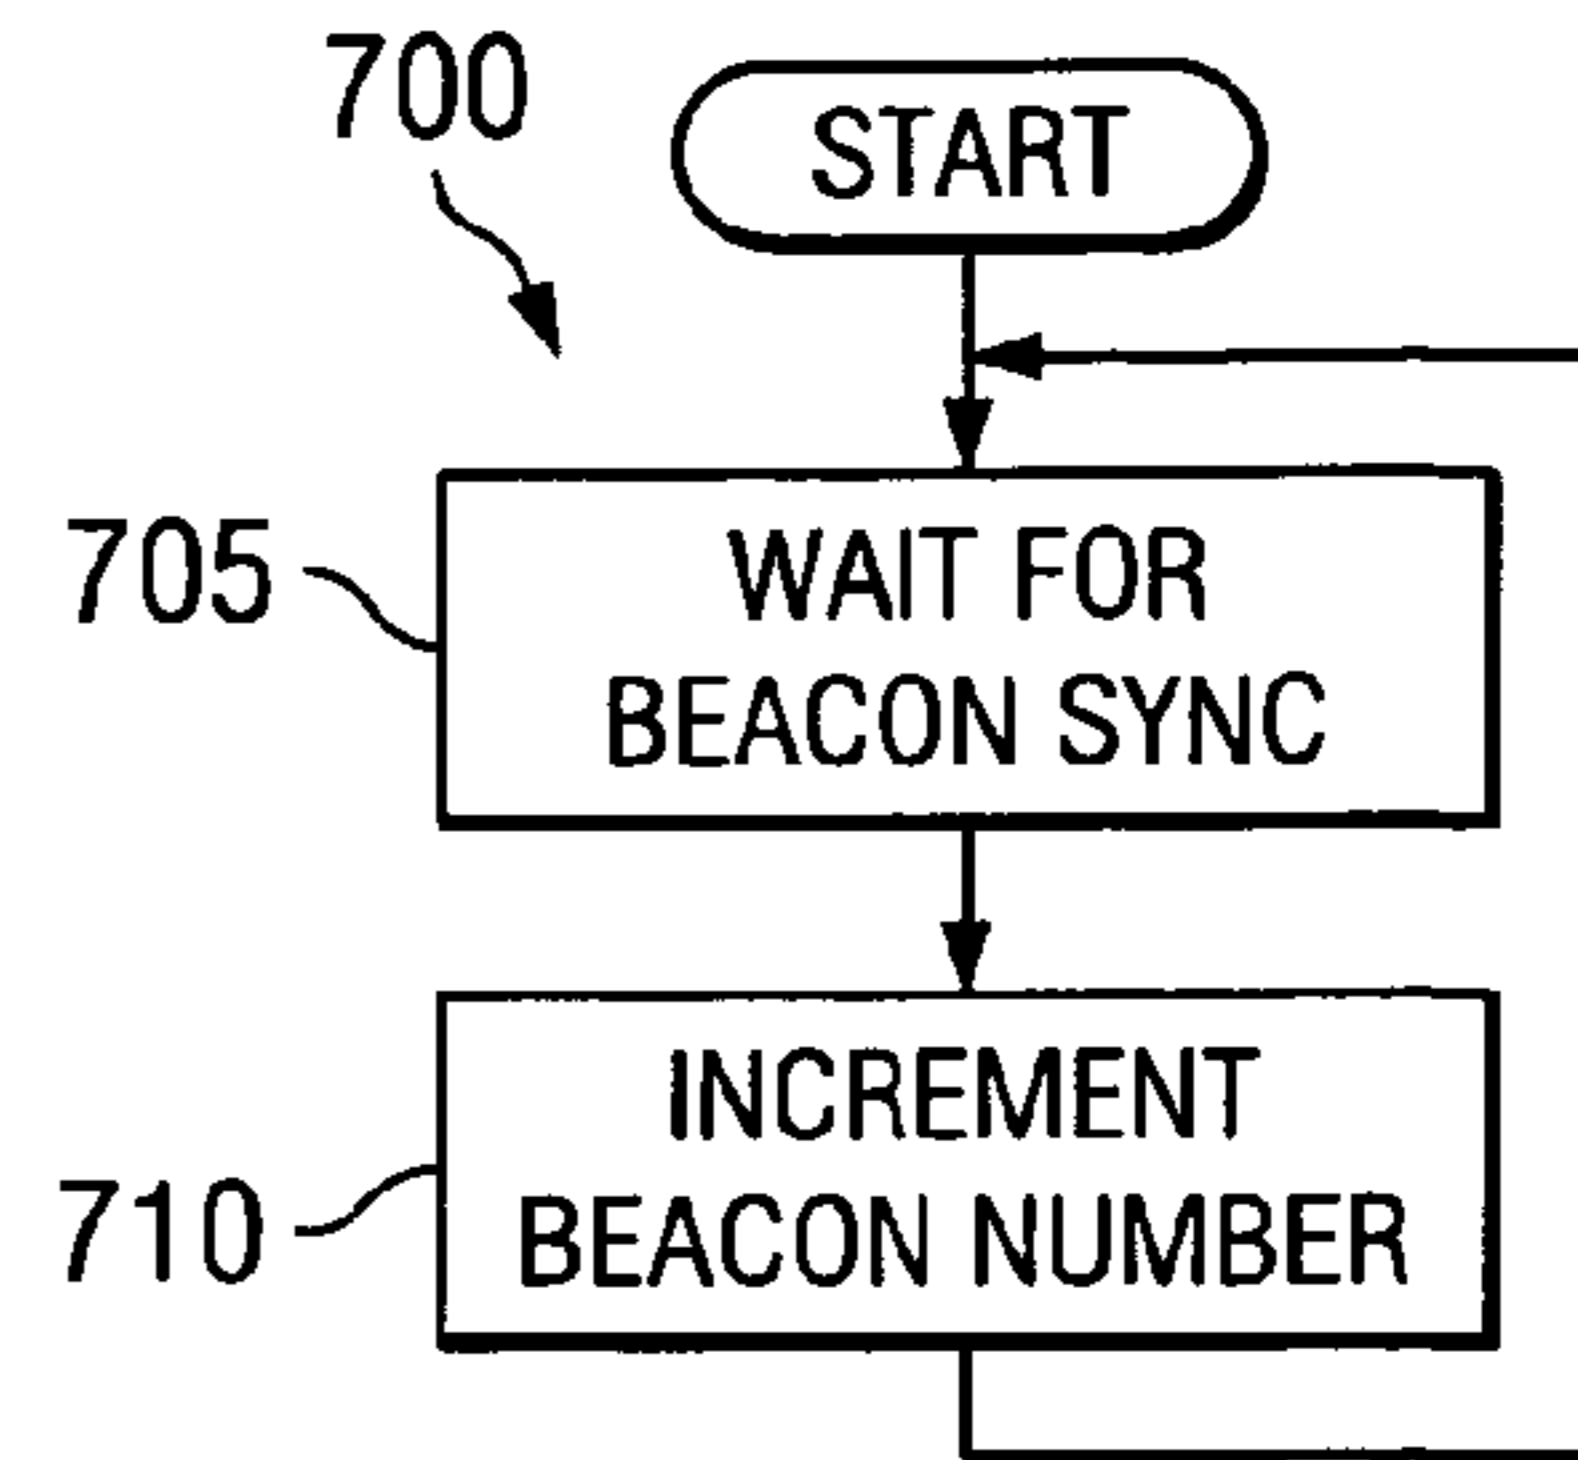 700
START
705
WAIT FOR
BEACON SYNC
710
INCREMENT
BEACON NUMBER